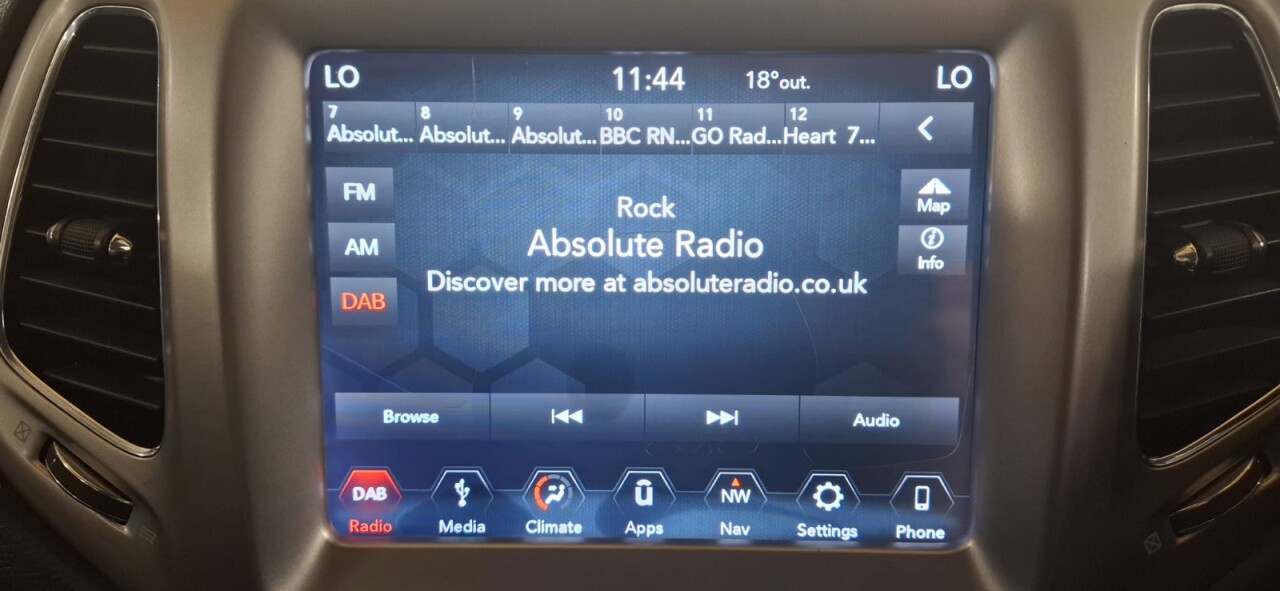 LO 11:44 18°out. LO
7 8 9 10 11 12
Absolut... Absolut... Absolut... BBC RN... GO Rad... Heart 7...
FM
AM
DAB
Rock
Absolute Radio
Discover more at absoluteradio.co.uk
Map
Info
Browse Audio
DAB u NW
Radio Media Climate Apps Nav Settings Phone